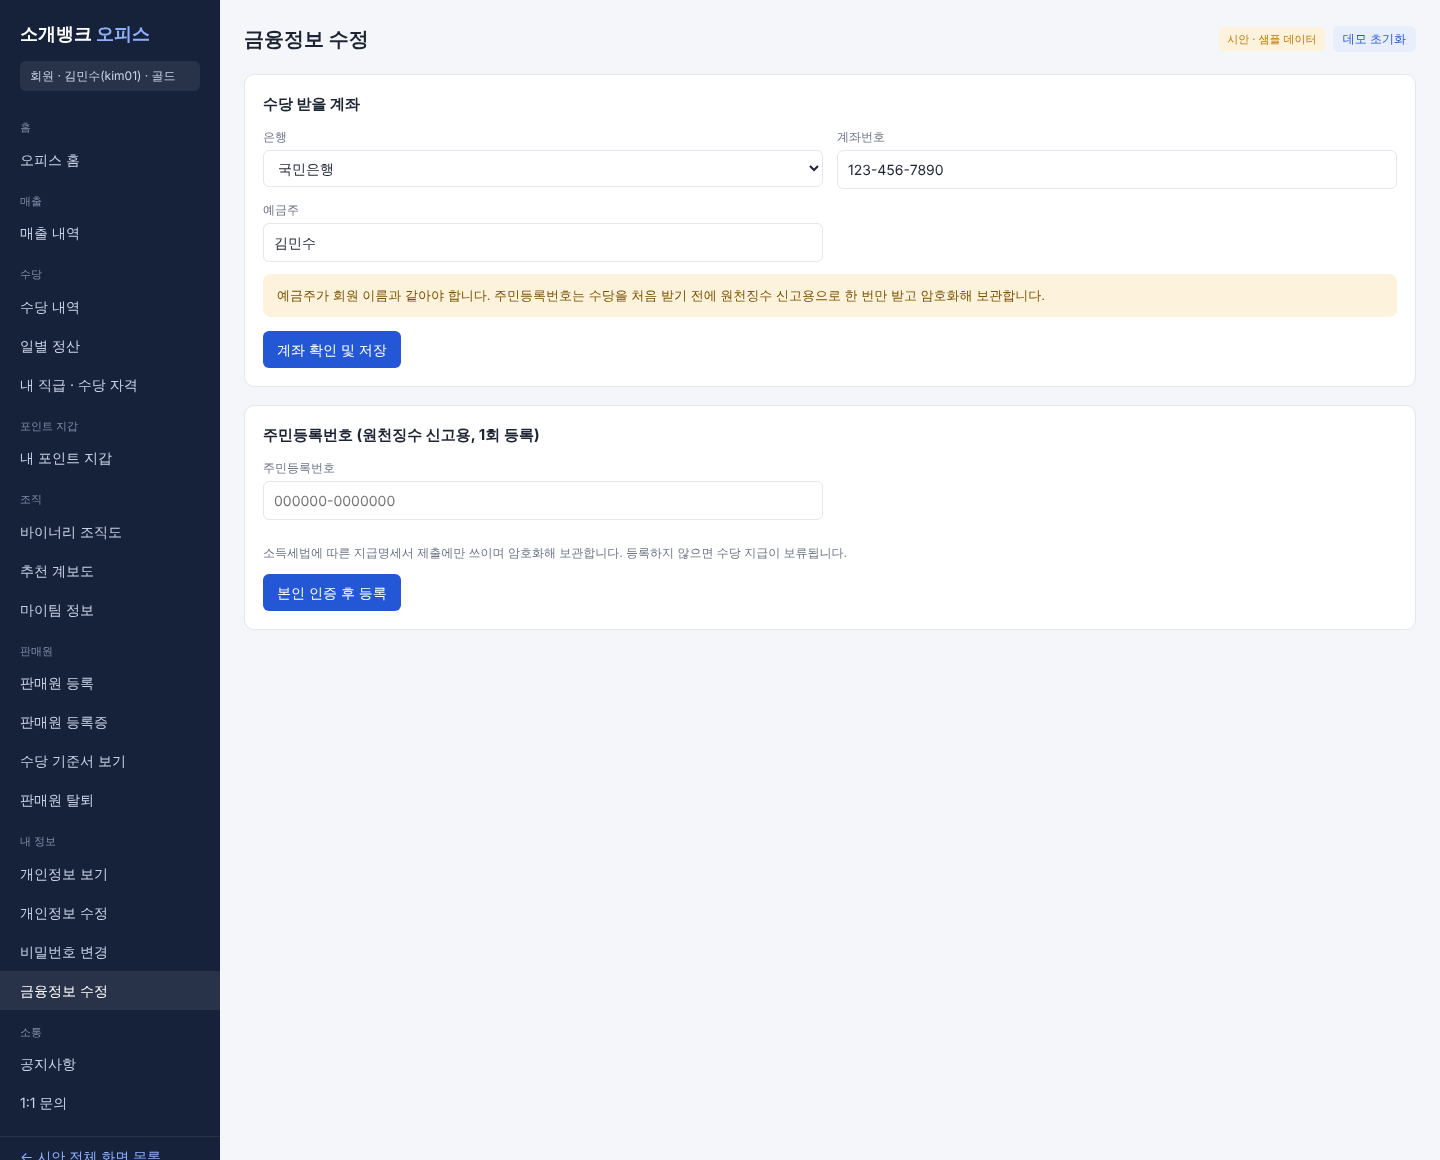 소개뱅크 오피스
회원 · 김민수(kim01) · 골드
홈
오피스 홈
매출
매출 내역
수당
수당 내역
일별 정산
내 직급 · 수당 자격
포인트 지갑
내 포인트 지갑
조직
바이너리 조직도
추천 계보도
마이팀 정보
판매원
판매원 등록
판매원 등록증
수당 기준서 보기
판매원 탈퇴
내 정보
개인정보 보기
개인정보 수정
비밀번호 변경
금융정보 수정
소통
공지사항
1:1 문의
← 시안 전체 화면 목록
금융정보 수정
시안 · 샘플 데이터
데모 초기화
수당 받을 계좌
은행
국민은행
계좌번호
123-456-7890
예금주
김민수
예금주가 회원 이름과 같아야 합니다. 주민등록번호는 수당을 처음 받기 전에 원천징수 신고용으로 한 번만 받고 암호화해 보관합니다.
계좌 확인 및 저장
주민등록번호 (원천징수 신고용, 1회 등록)
주민등록번호
000000-0000000
소득세법에 따른 지급명세서 제출에만 쓰이며 암호화해 보관합니다. 등록하지 않으면 수당 지급이 보류됩니다.
본인 인증 후 등록